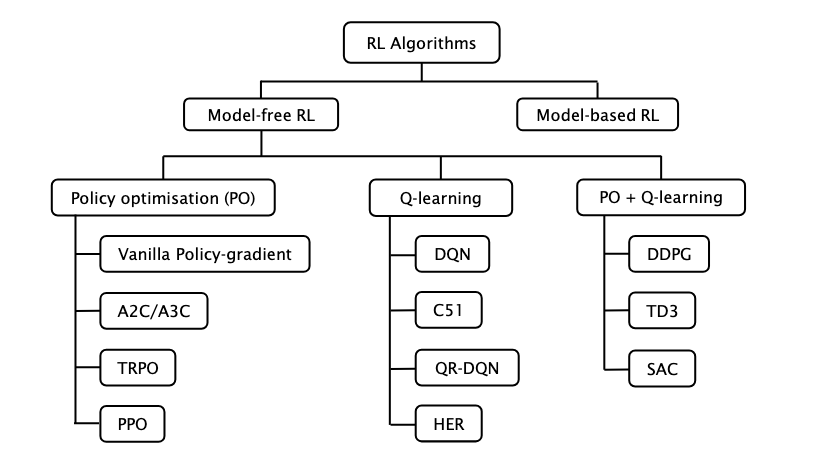 RL Algorithms
Model-free RL
Model-based RL
Policy optimisation (PO)
Q-learning
PO + Q-learning
Vanilla Policy-gradient
DQN
DDPG
A2C/A3C
C51
TD3
TRPO
QR-DQN
SAC
PPO
HER